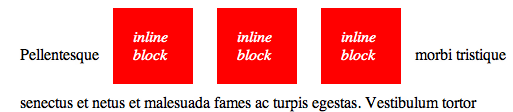 Pellentesque inline block inline block inline block morbi tristique
senectus et netus et malesuada fames ac turpis egestas. Vestibulum tortor